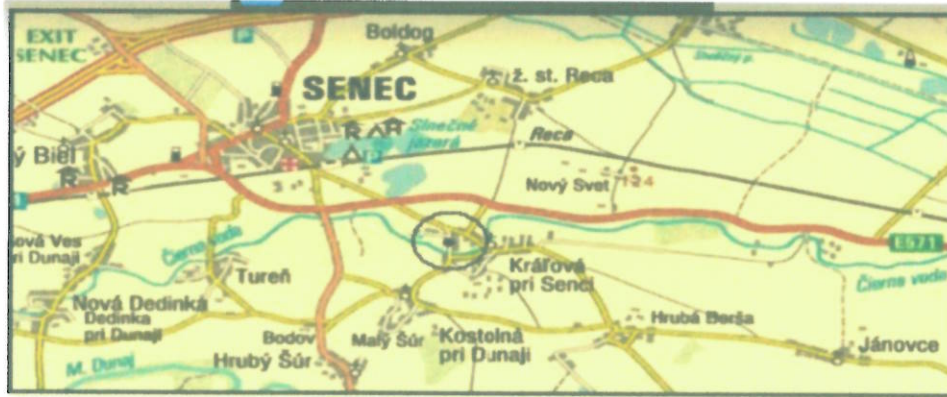 EXIT
SENEC
Boldog
SENEC
ž. st. Reca
Slnečné
jazerá
Reca
ý Biel
Nový Svet
124
ová Ves
ri Dunaji
Čierna voda
Tureň
Kráľová
pri Senci
E571
Čierna voda
Nová Dedinka
Dedinka
pri Dunaji
Bodov
Malý Šúr
Kostolná
pri Dunaji
Hrubá Borša
Jánovce
Hrubý Šúr
M. Dunaj